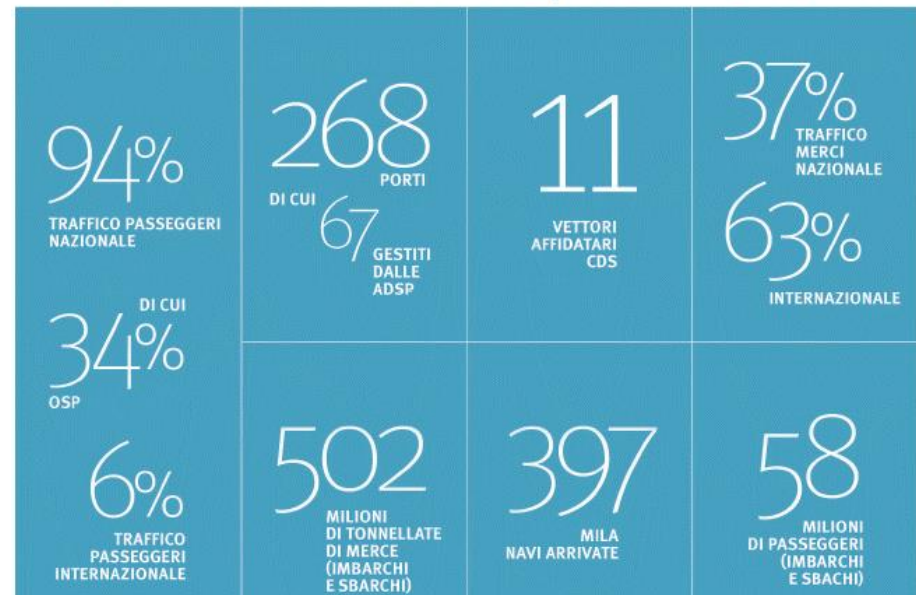 94%
TRAFFICO PASSEGGERI
NAZIONALE
DI CUI
34%
OSP
6%
TRAFFICO
PASSEGGERI
INTERNAZIONALE
268
PORTI
DI CUI
67
GESTITI
DALLE
ADSP
11
VETTORI
AFFIDATARI
CDS
37%
TRAFFICO
MERCI
NAZIONALE
63%
INTERNAZIONALE
502
MILIONI
DI TONNELLATE
DI MERCE
(IMBARCHI
E SBARCHI)
397
MILA
NAVI ARRIVATE
58
MILIONI
DI PASSEGGERI
(IMBARCHI
E SBACHI)